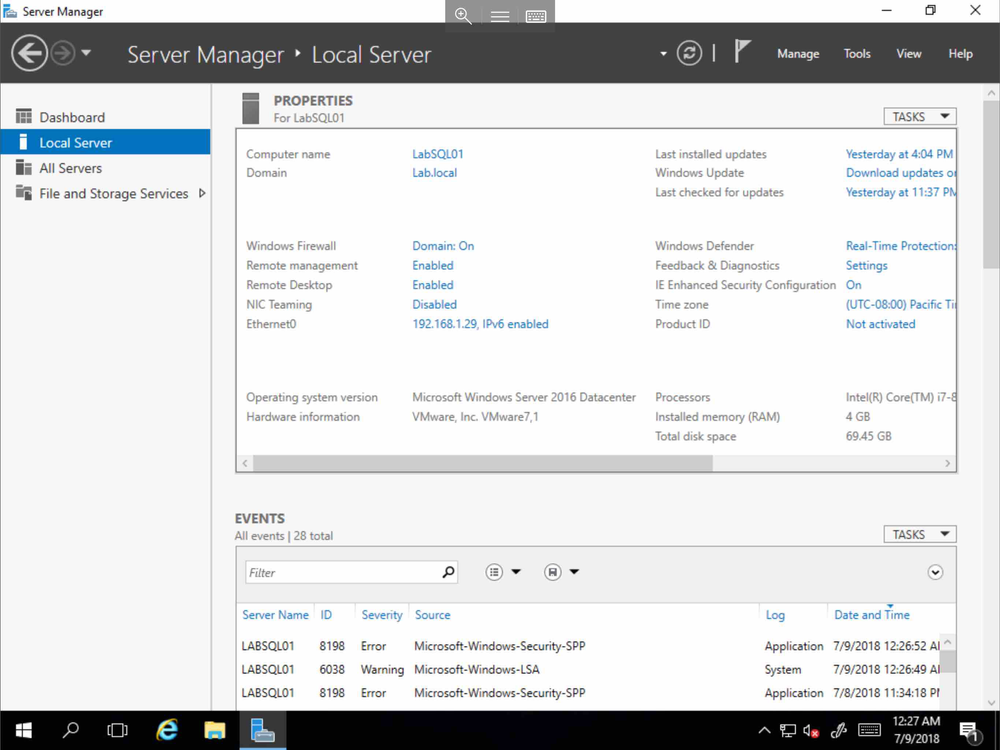 Server Manager
Server Manager ‣ Local Server
Manage Tools View Help
Dashboard
Local Server
All Servers
File and Storage Services
PROPERTIES
For LabSQL01
TASKS
Computer name LabSQL01 Last installed updates Yesterday at 4:04 PM
Domain Lab.local Windows Update Download updates
Last checked for updates Yesterday at 11:37 PM
Windows Firewall Domain: On Windows Defender Real-Time Protection:
Remote management Enabled Feedback & Diagnostics Settings
Remote Desktop Enabled IE Enhanced Security Configuration On
NIC Teaming Disabled Time zone (UTC-08:00) Pacific
Ethernet0 192.168.1.29, IPv6 enabled Product ID Not activated
Operating system version Microsoft Windows Server 2016 Datacenter Processors Intel(R) Core(TM)
Hardware information VMware, Inc. VMware7,1 Installed memory (RAM) 4 GB
Total disk space 69.45 GB
EVENTS
All events | 28 total
TASKS
Filter
Server Name ID Severity Source Log Date and Time
LABSQL01 8198 Error Microsoft-Windows-Security-SPP Application 7/9/2018 12:26:52
LABSQL01 6038 Warning Microsoft-Windows-LSA System 7/9/2018 12:26:49
LABSQL01 8198 Error Microsoft-Windows-Security-SPP Application 7/8/2018 11:34:18
12:27 AM
7/9/2018
1